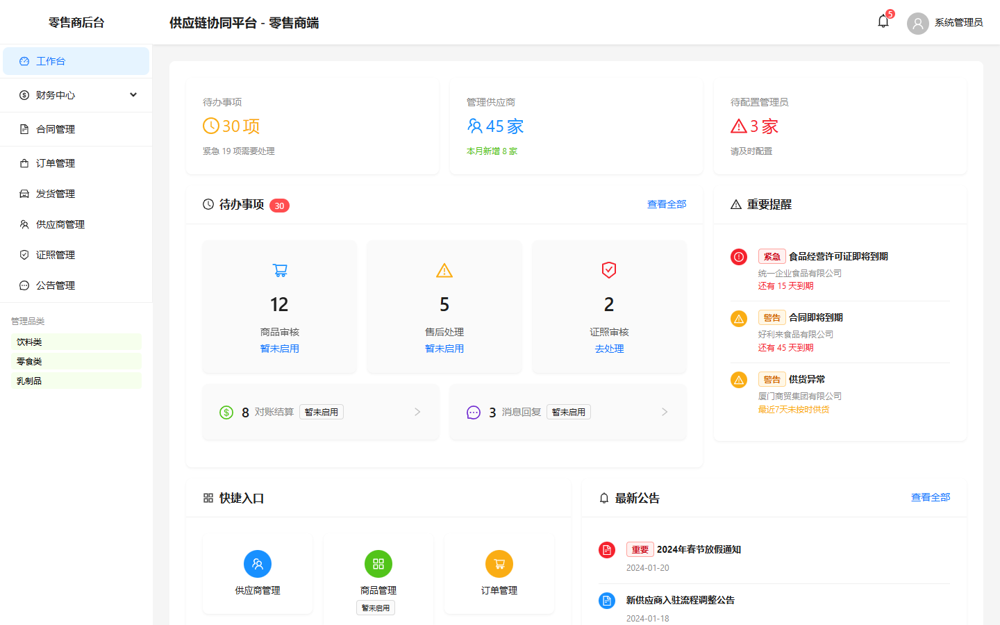 零售商后台
供应链协同平台 - 零售商端
5
系统管理员
工作台
财务中心
合同管理
订单管理
发货管理
供应商管理
证照管理
公告管理
管理品类
饮料类
零食类
乳制品
待办事项
30 项
紧急 19 项需要处理
管理供应商
45 家
本月新增 8 家
待配置管理员
3 家
请及时配置
待办事项 30
查看全部
12
商品审核
暂未启用
5
售后处理
暂未启用
2
证照审核
去处理
8 对账结算 暂未启用
3 消息回复 暂未启用
重要提醒
紧急 食品经营许可证即将到期
统一企业食品有限公司
还有 15 天到期
警告 合同即将到期
好利来食品有限公司
还有 45 天到期
警告 供货异常
厦门商贸集团有限公司
最近7天未按时供货
快捷入口
供应商管理
商品管理
暂未启用
订单管理
最新公告
查看全部
重要 2024年春节放假通知
2024-01-20
新供应商入驻流程调整公告
2024-01-18